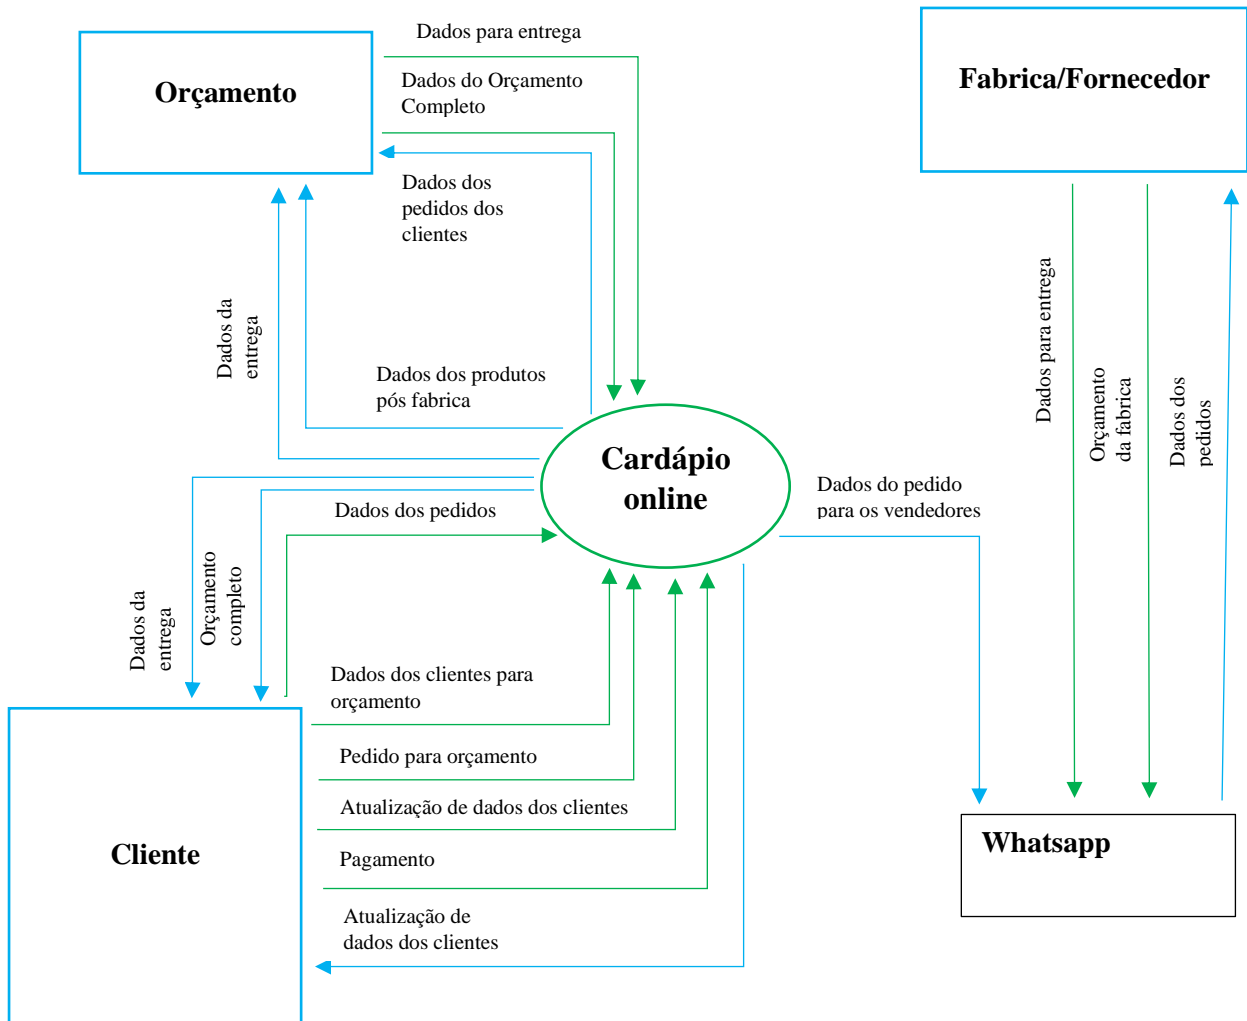 Dados para entrega
Orçamento
Dados do Orçamento
Completo
Fabrica/Fornecedor
Dados dos
pedidos dos
clientes
Dados da
entrega
Dados dos produtos
pós fabrica
Dados para entrega
Orçamento
da fabrica
Dados dos
pedidos
Cardápio
online
Dados do pedido
para os vendedores
Dados dos pedidos
Dados da
entrega
Orçamento
completo
Dados dos clientes para
orçamento
Pedido para orçamento
Atualização de dados dos clientes
Cliente
Pagamento
Whatsapp
Atualização de
dados dos clientes